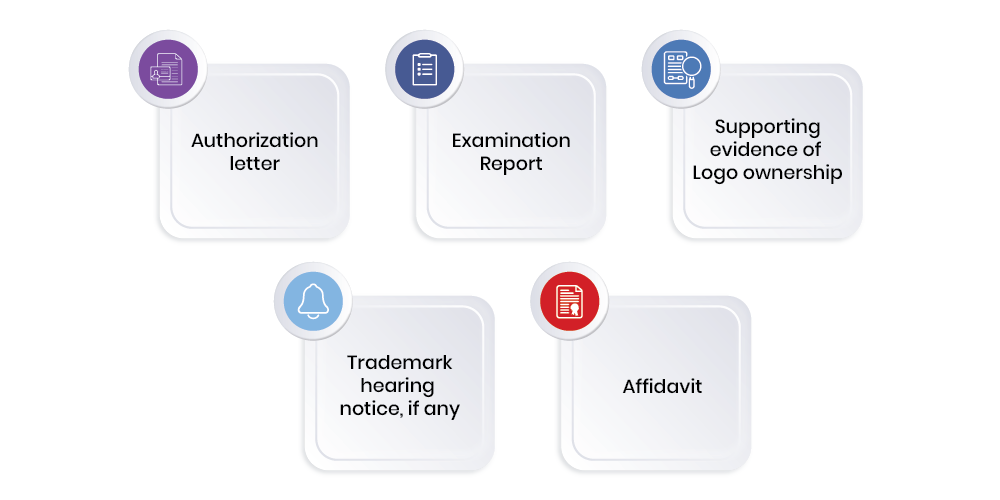 Authorization
letter
Examination
Report
Supporting
evidence of
Logo ownership
Trademark
hearing
notice, if any
Affidavit